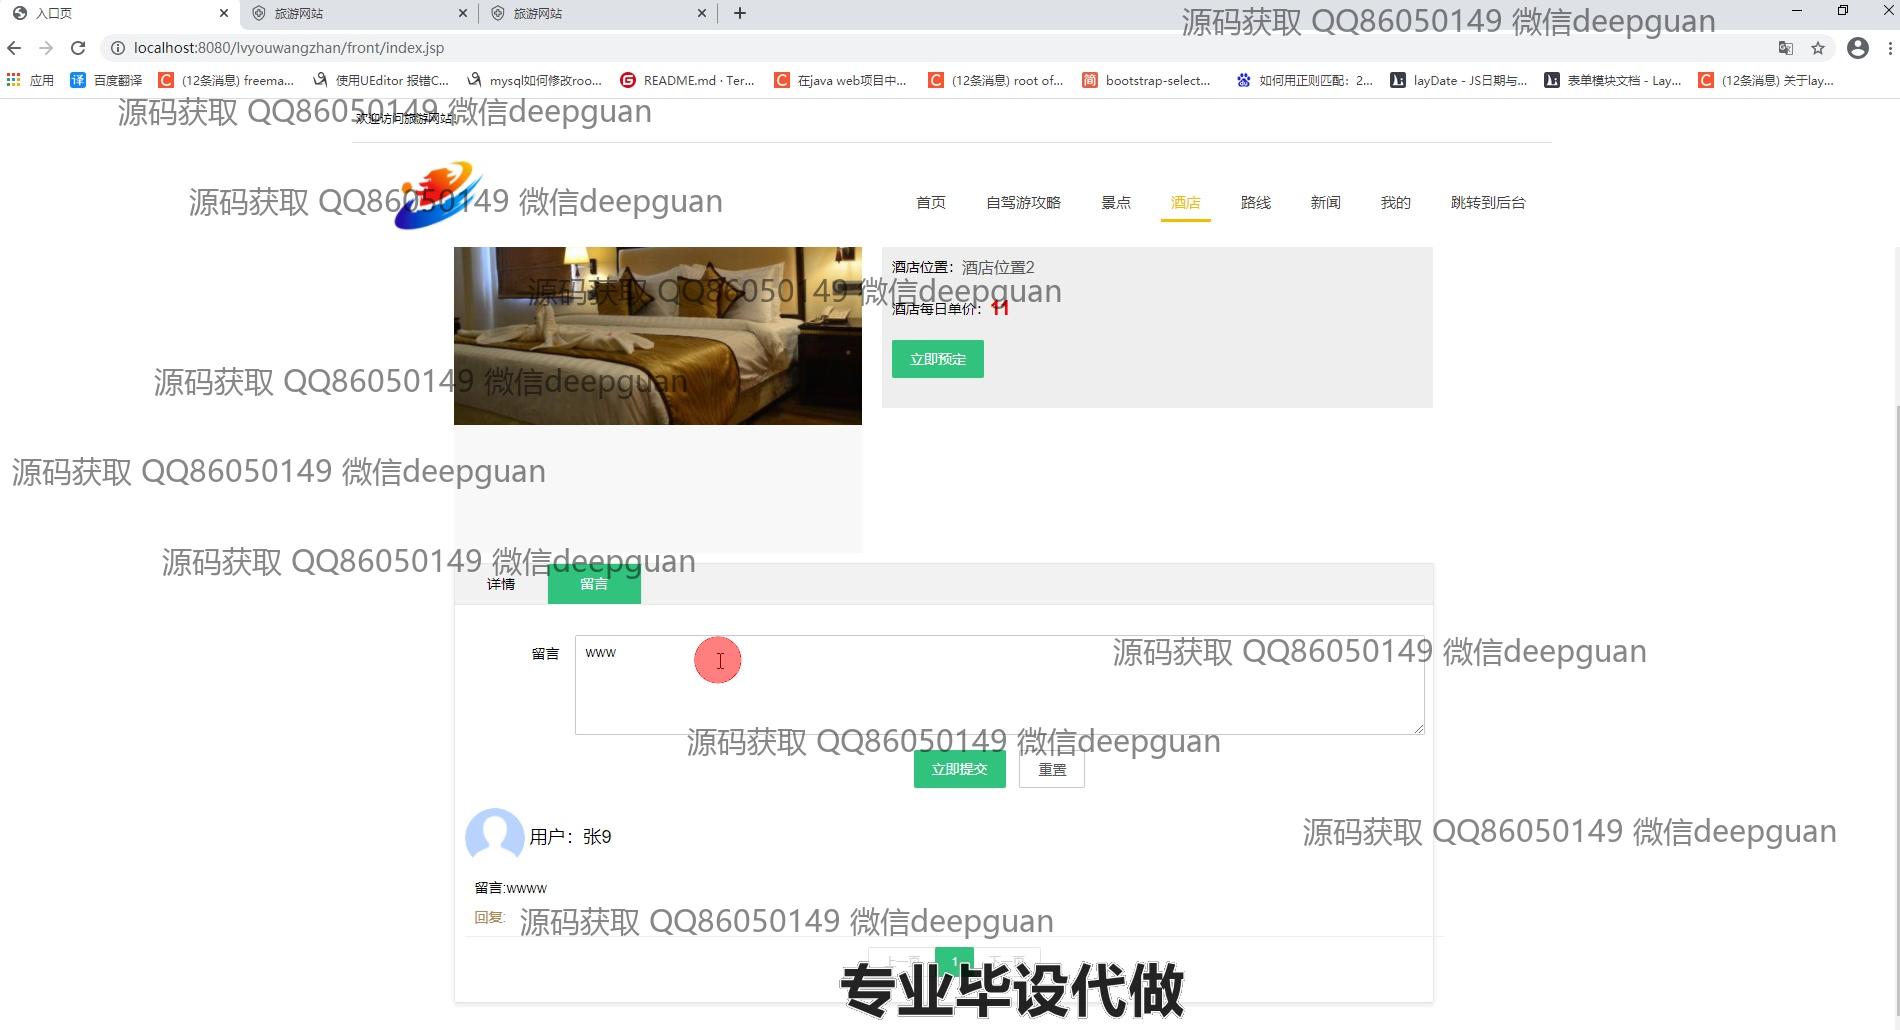 入口页
旅游网站
旅游网站
源码获取 QQ86050149 微信deepguan
localhost:8080/lvyouwangzhan/front/index.jsp
应用
百度翻译
(12条消息) freema...
使用UEditor 报错C...
mysql如何修改roo...
README.md · Ter...
在java web项目中...
(12条消息) root of...
bootstrap-select...
如何用正则匹配：2...
layDate - JS日期与...
表单模块文档 - Lay...
(12条消息) 关于lay...
源码获取 QQ86050149 微信deepguan
欢迎访问旅游网站
源码获取 QQ86050149 微信deepguan
首页
自驾游攻略
景点
酒店
路线
新闻
我的
跳转到后台
酒店位置：酒店位置2
源码获取 QQ86050149 微信deepguan
酒店每日单价：11
立即预定
源码获取 QQ86050149 微信deepguan
源码获取 QQ86050149 微信deepguan
源码获取 QQ86050149 微信deepguan
详情
留言
留言
www
源码获取 QQ86050149 微信deepguan
源码获取 QQ86050149 微信deepguan
立即提交
重置
用户：张9
源码获取 QQ86050149 微信deepguan
留言:wwww
回复:
源码获取 QQ86050149 微信deepguan
上一页
1
下一页
专业毕设代做